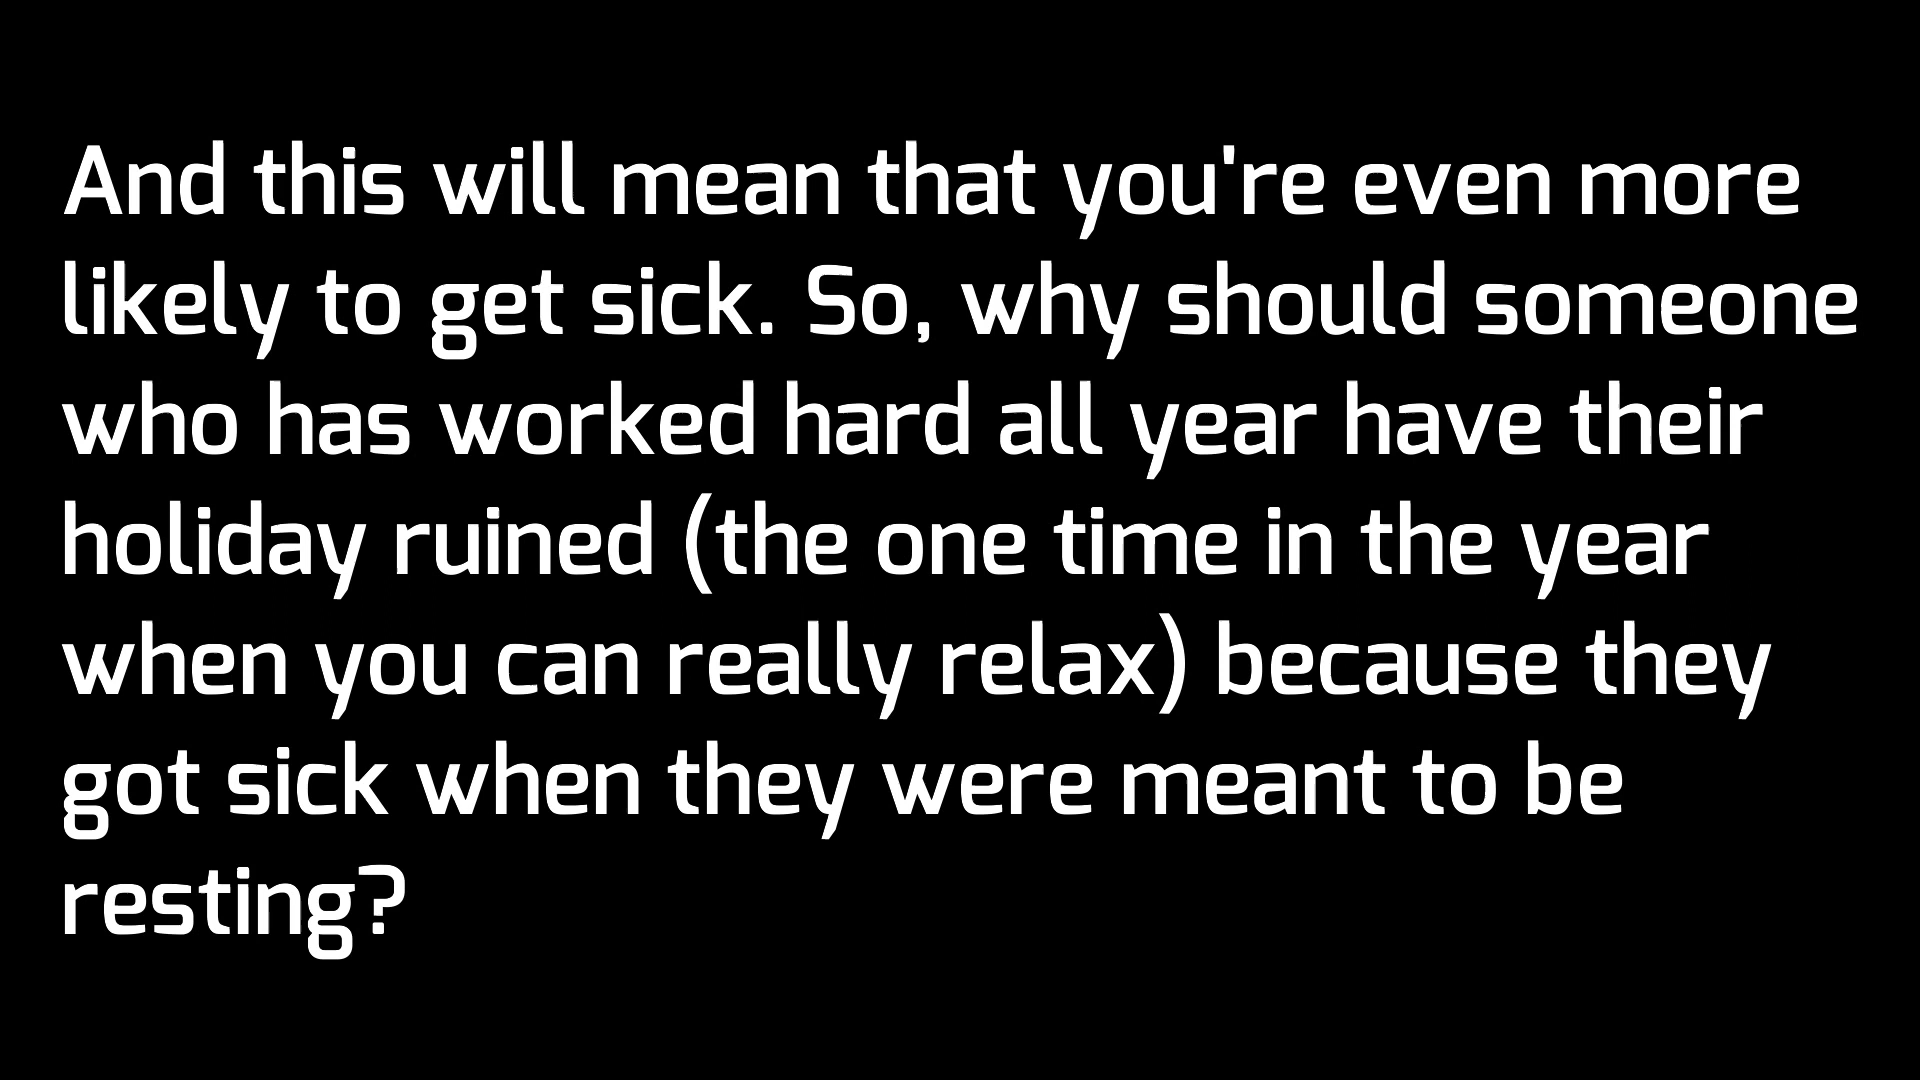 And this will mean that you're even more
likely to get sick. So, why should someone
who has worked hard all year have their
holiday ruined (the one time in the year
when you can really relax) because they
got sick when they were meant to be
resting?